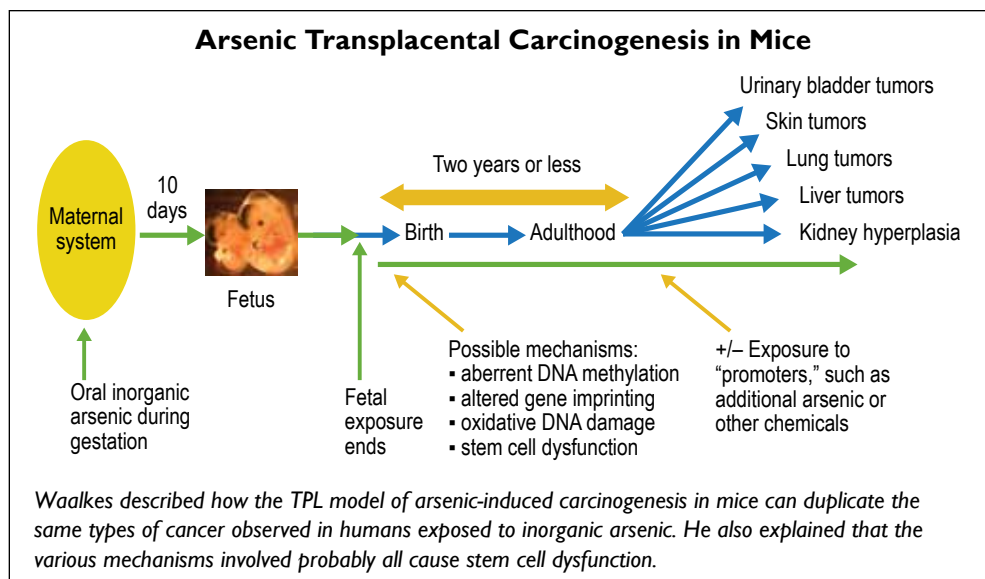 Arsenic Transplacental Carcinogenesis in Mice
Urinary bladder tumors
Skin tumors
Lung tumors
Liver tumors
Kidney hyperplasia
Two years or less
10
days
Maternal
system
Birth
Adulthood
Fetus
Oral inorganic
arsenic during
gestation
Fetal
exposure
ends
Possible mechanisms:
▪ aberrent DNA methylation
▪ altered gene imprinting
▪ oxidative DNA damage
▪ stem cell dysfunction
+/– Exposure to
“promoters,” such as
additional arsenic or
other chemicals
Waalkes described how the TPL model of arsenic-induced carcinogenesis in mice can duplicate the
same types of cancer observed in humans exposed to inorganic arsenic. He also explained that the
various mechanisms involved probably all cause stem cell dysfunction.